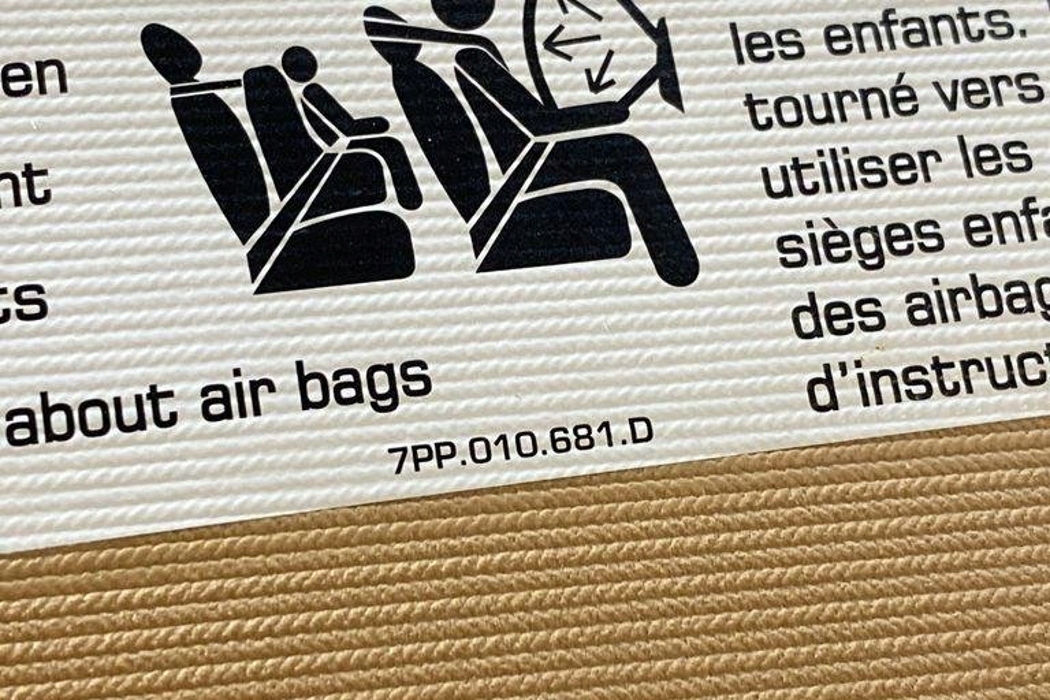 en
nt
ts
about air bags
7PP.010.681.D
les enfants.
tourné vers
utiliser les
sièges enfa
des airbag
d'instruct